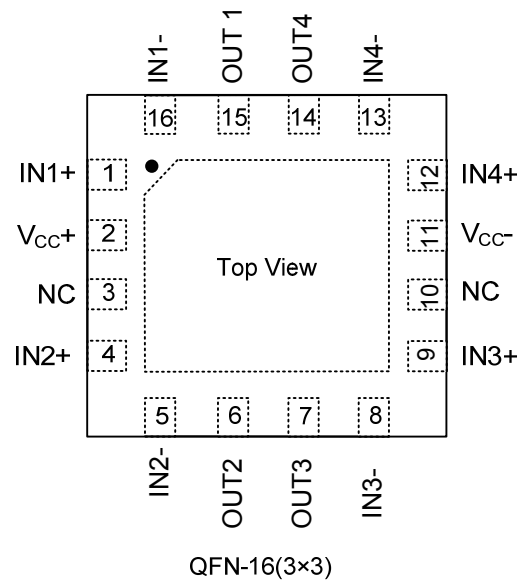 IN1-
OUT 1
OUT4
IN4-
16
15
14
13
IN1+
1
12
IN4+
VCC+
2
11
VCC-
Top View
NC
3
10
NC
IN2+
4
9
IN3+
5
6
7
8
IN2-
OUT2
OUT3
IN3-
QFN-16(3×3)